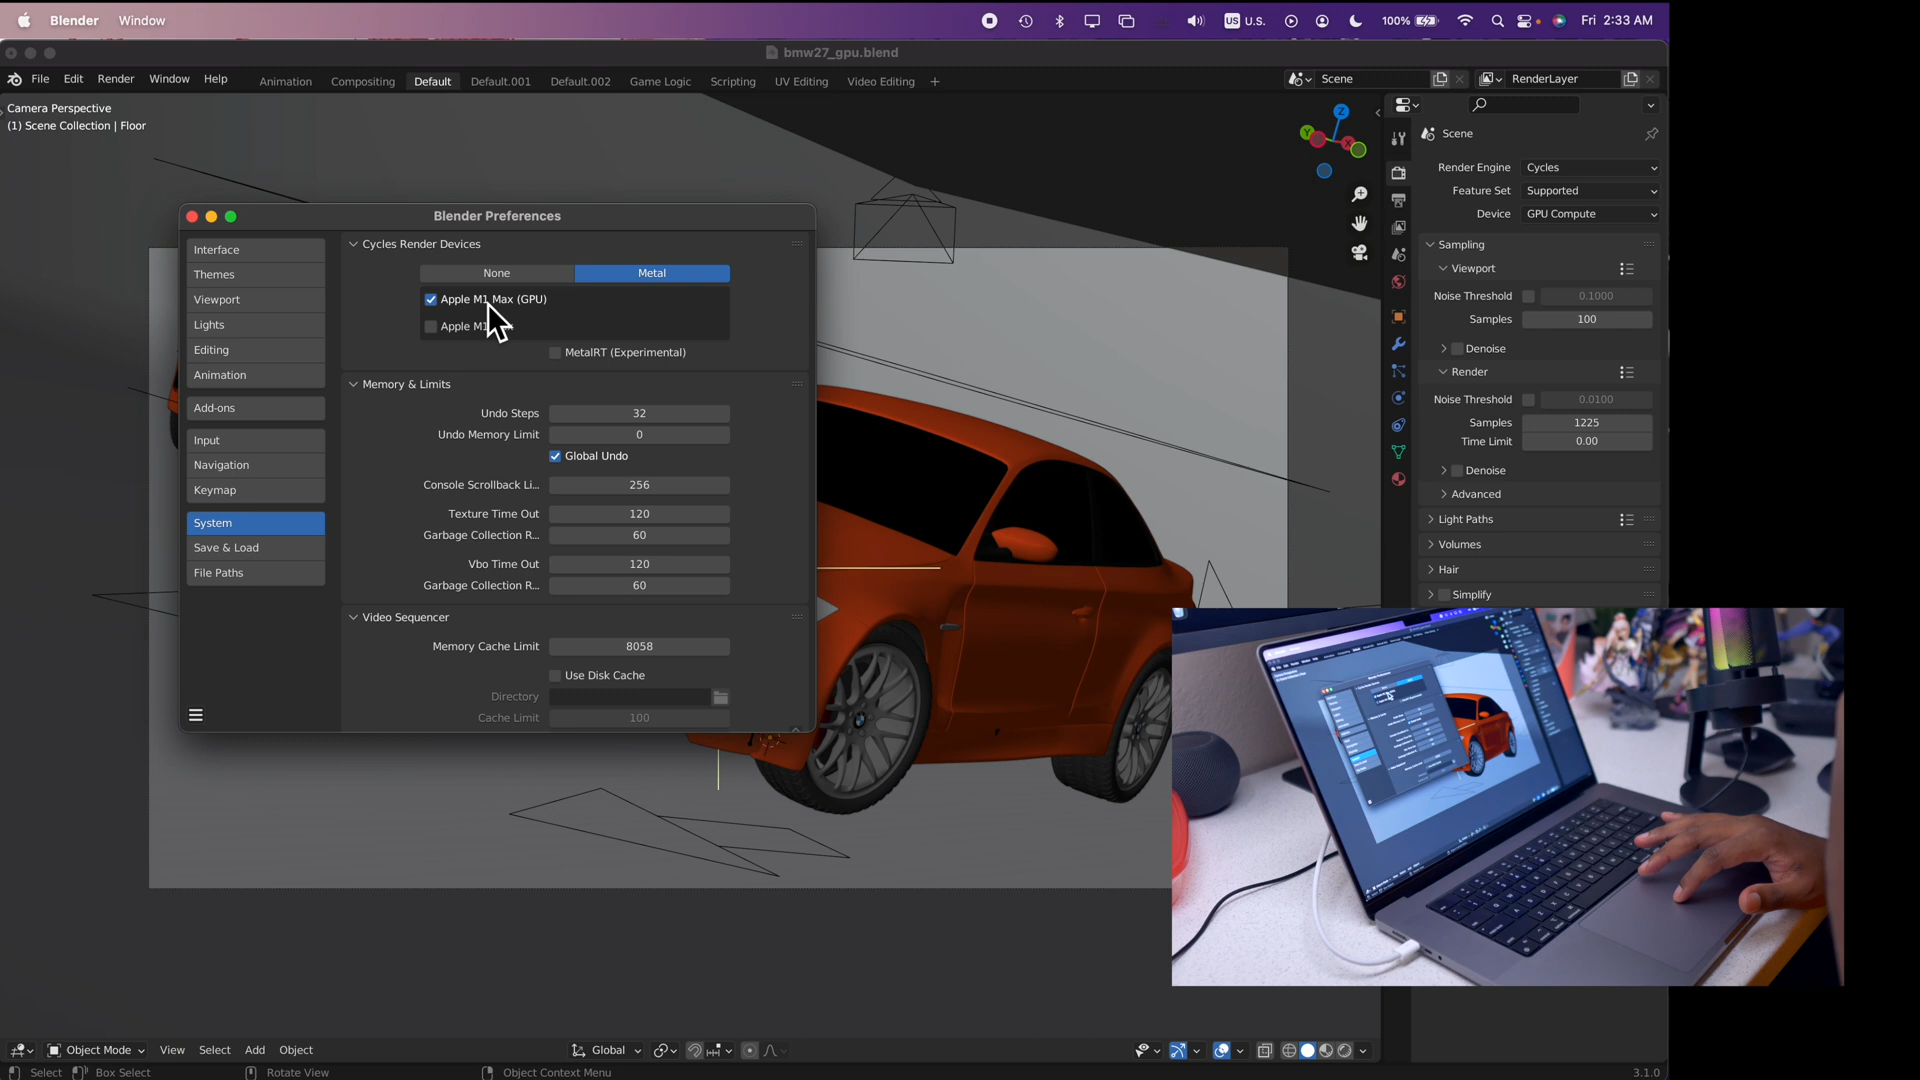 Blender Window
US U.S. 100% Fri 2:33 AM
bmw27_gpu.blend
File Edit Render Window Help Animation Compositing Default Default.001 Default.002 Game Logic Scripting UV Editing Video Editing + Scene RenderLayer
Camera Perspective
(1) Scene Collection | Floor
Z
Y
X
Scene
Render Engine Cycles
Feature Set Supported
Device GPU Compute
Sampling
Viewport
Noise Threshold 0.1000
Samples 100
Denoise
Render
Noise Threshold 0.0100
Samples 1225
Time Limit 0.00
Denoise
Advanced
Light Paths
Volumes
Hair
Simplify
Blender Preferences
Interface
Themes
Viewport
Lights
Editing
Animation
Add-ons
Input
Navigation
Keymap
System
Save & Load
File Paths
Cycles Render Devices
None Metal
Apple M1 Max (GPU)
Apple M1
MetalRT (Experimental)
Memory & Limits
Undo Steps 32
Undo Memory Limit 0
Global Undo
Console Scrollback Li... 256
Texture Time Out 120
Garbage Collection R... 60
Vbo Time Out 120
Garbage Collection R... 60
Video Sequencer
Memory Cache Limit 8058
Use Disk Cache
Directory
Cache Limit 100
Object Mode View Select Add Object Global
Select Box Select Rotate View Object Context Menu 3.1.0